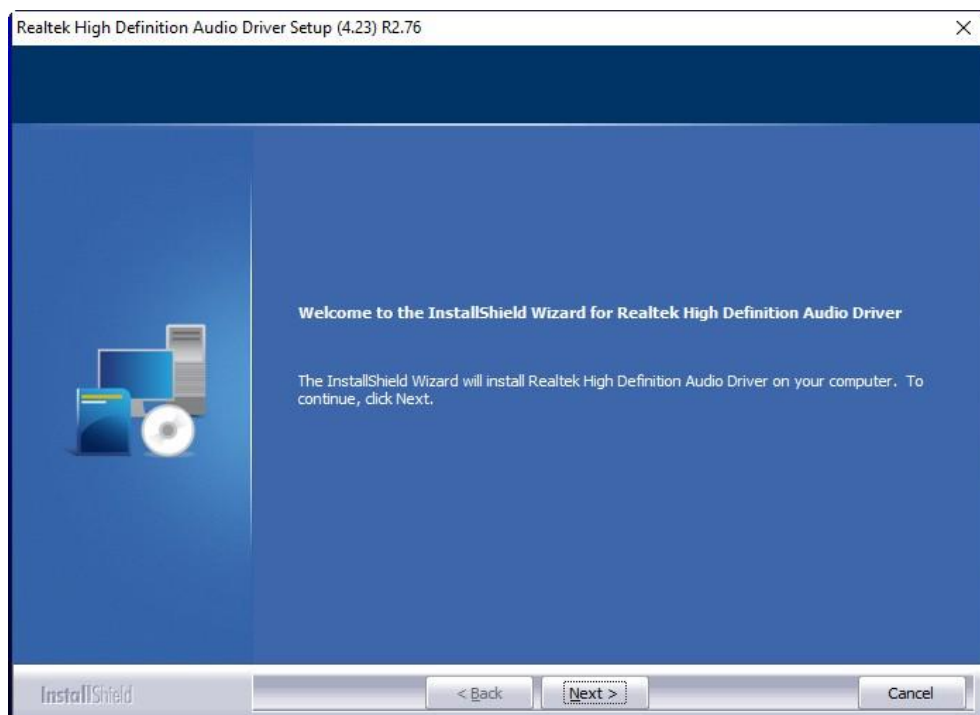 Realtek High Definition Audio Driver Setup (4.23) R2.76
Welcome to the InstallShield Wizard for Realtek High Definition Audio Driver
The InstallShield Wizard will install Realtek High Definition Audio Driver on your computer. To
continue, click Next.
InstallShield
< Back
Next >
Cancel